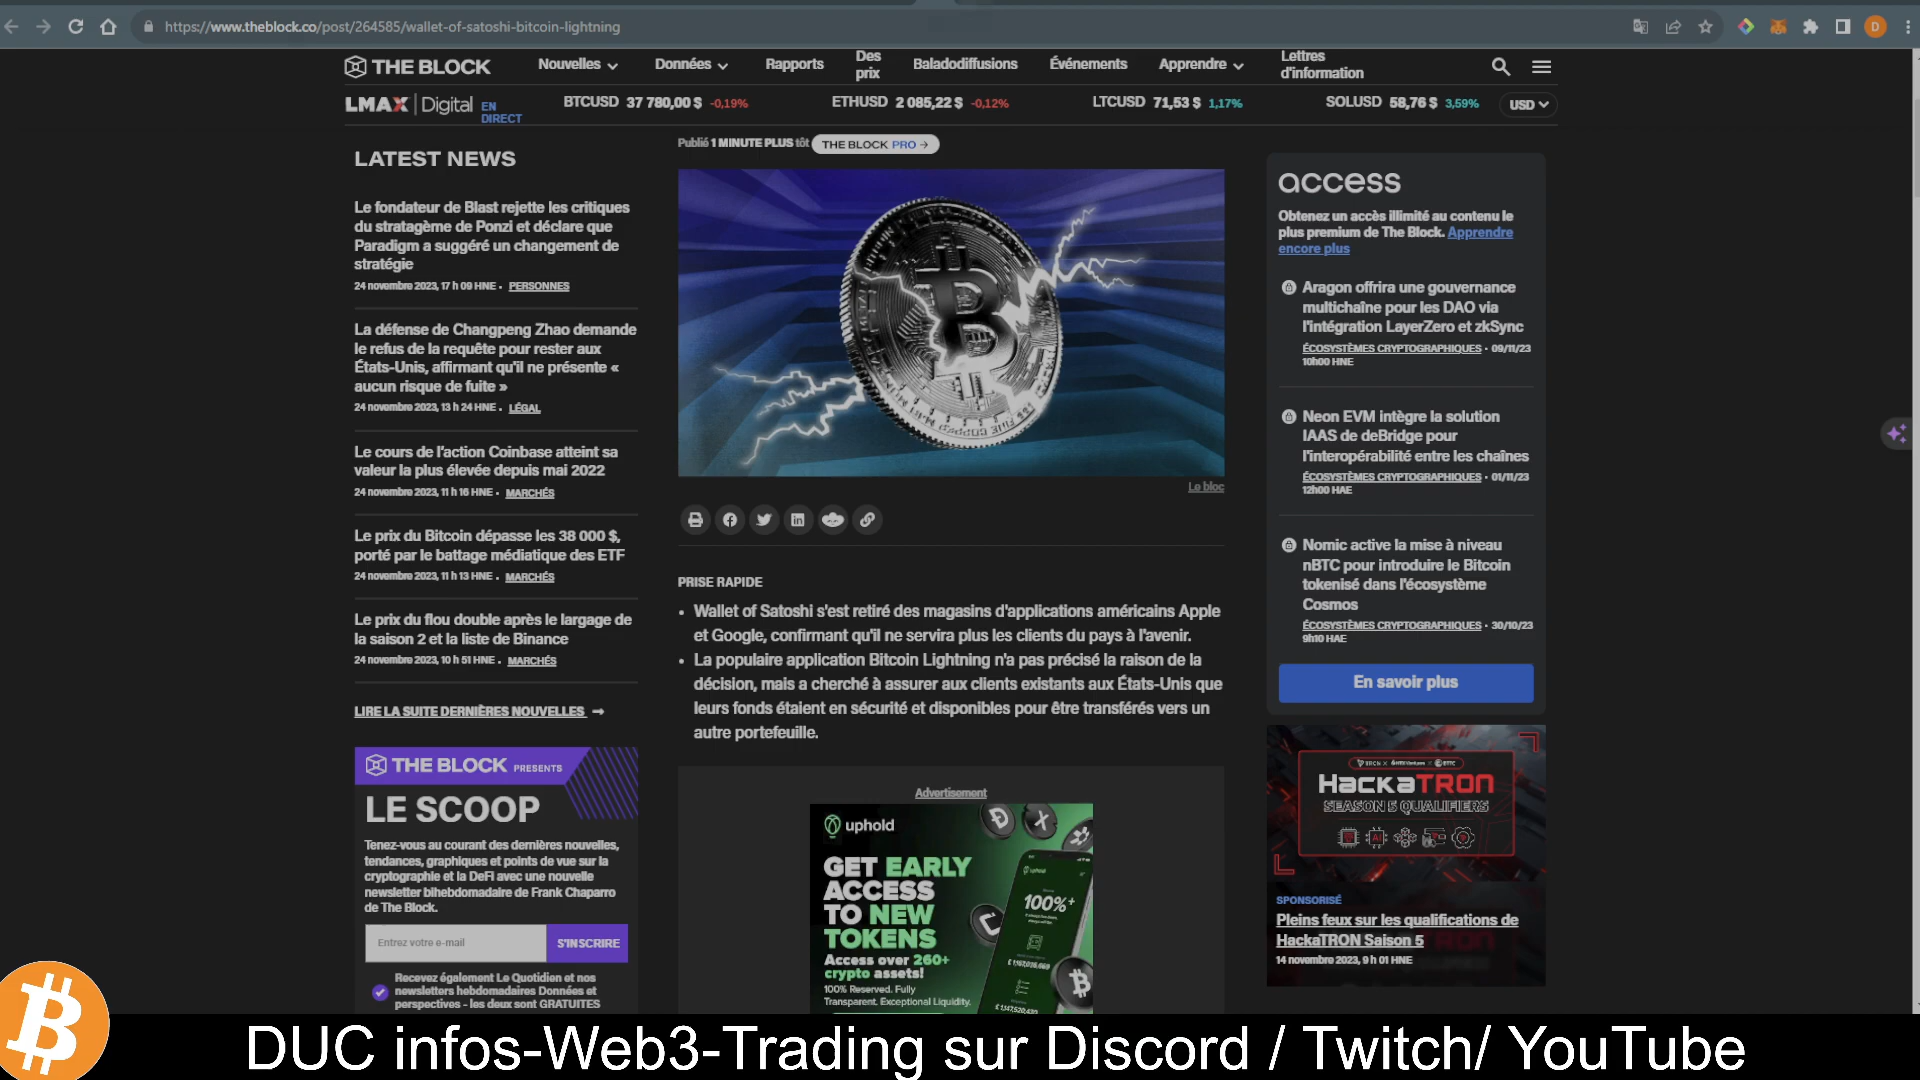 https://www.theblock.co/post/264585/wallet-of-satoshi-bitcoin-lightning
D
THE BLOCK
Nouvelles
Données
Rapports
Des
prix
Baladodiffusions
Événements
Apprendre
Lettres
d'information
LMAX Digital
EN
DIRECT
BTCUSD 37 780,00 $ -0,19%
ETHUSD 2 085,22 $ -0,12%
LTCUSD 71,53 $ 1,17%
SOLUSD 58,76 $ 3,59%
USD
LATEST NEWS
Le fondateur de Blast rejette les critiques
du stratagème de Ponzi et déclare que
Paradigm a suggéré un changement de
stratégie
24 novembre 2023, 17 h 09 HNE • PERSONNES
La défense de Changpeng Zhao demande
le refus de la requête pour rester aux
États-Unis, affirmant qu'il ne présente «
aucun risque de fuite »
24 novembre 2023, 13 h 24 HNE • LÉGAL
Le cours de l'action Coinbase atteint sa
valeur la plus élevée depuis mai 2022
24 novembre 2023, 11 h 16 HNE • MARCHÉS
Le prix du Bitcoin dépasse les 38 000 $,
porté par le battage médiatique des ETF
24 novembre 2023, 11 h 13 HNE • MARCHÉS
Le prix du flou double après le largage de
la saison 2 et la liste de Binance
24 novembre 2023, 10 h 51 HNE • MARCHÉS
LIRE LA SUITE DERNIÈRES NOUVELLES →
THE BLOCK PRESENTS
LE SCOOP
Tenez-vous au courant des dernières nouvelles,
tendances, graphiques et points de vue sur la
cryptographie et la DeFi avec une nouvelle
newsletter bihebdomadaire de Frank Chaparro
de The Block.
Entrez votre e-mail
S'INSCRIRE
Recevez également Le Quotidien et nos
newsletters hebdomadaires Données et
perspectives - les deux sont GRATUITES
Publié 1 MINUTE PLUS tôt
THE BLOCK PRO →
Le bloc
PRISE RAPIDE
• Wallet of Satoshi s'est retiré des magasins d'applications américains Apple
et Google, confirmant qu'il ne servira plus les clients du pays à l'avenir.
• La populaire application Bitcoin Lightning n'a pas précisé la raison de la
décision, mais a cherché à assurer aux clients existants aux États-Unis que
leurs fonds étaient en sécurité et disponibles pour être transférés vers un
autre portefeuille.
Advertisement
uphold
GET EARLY
ACCESS
TO NEW
TOKENS
Access over 260+
crypto assets!
100% Reserved. Fully
Transparent. Exceptional Liquidity.
100%+
access
Obtenez un accès illimité au contenu le
plus premium de The Block. Apprendre
encore plus
Aragon offrira une gouvernance
multichaîne pour les DAO via
l'intégration LayerZero et zkSync
ÉCOSYSTÈMES CRYPTOGRAPHIQUES • 09/11/23
10h00 HNE
Neon EVM intègre la solution
IAAS de deBridge pour
l'interopérabilité entre les chaînes
ÉCOSYSTÈMES CRYPTOGRAPHIQUES • 01/11/23
12h00 HAE
Nomic active la mise à niveau
nBTC pour introduire le Bitcoin
tokenisé dans l'écosystème
Cosmos
ÉCOSYSTÈMES CRYPTOGRAPHIQUES • 30/10/23
9h10 HAE
En savoir plus
HACKATRON
SEASON 5 QUALIFIERS
SPONSORISÉ
Pleins feux sur les qualifications de
HackaTRON Saison 5
14 novembre 2023, 9 h 01 HNE
DUC infos-Web3-Trading sur Discord / Twitch/ YouTube